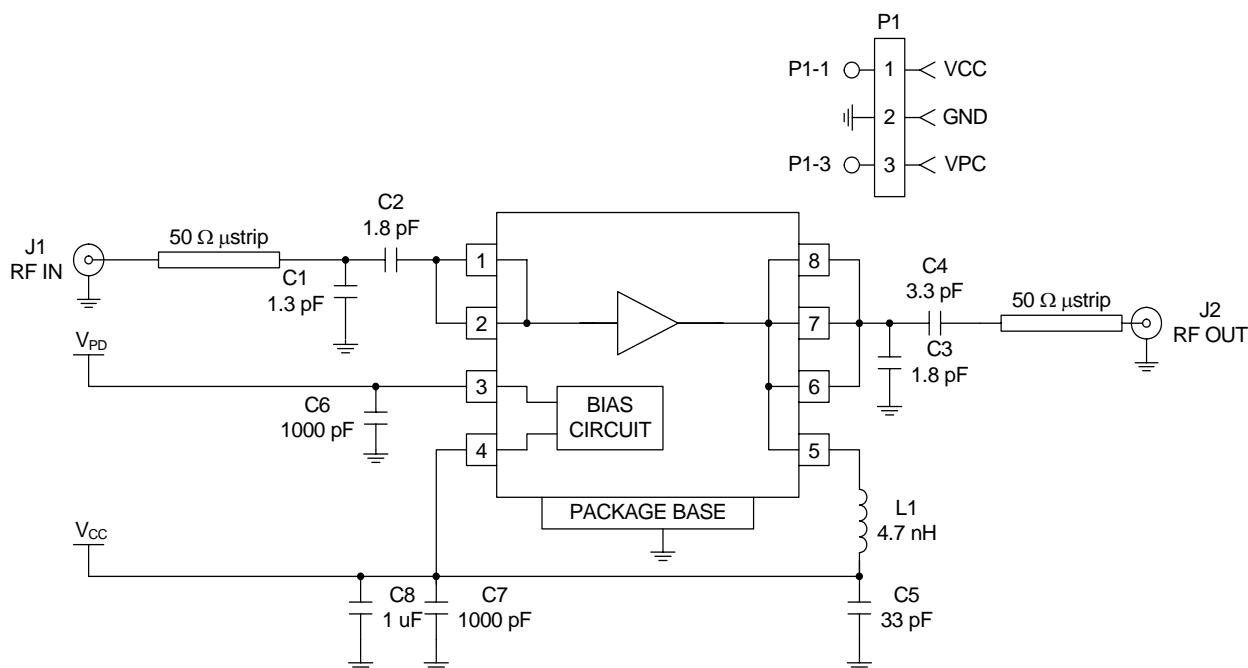 P1
P1-1
1
VCC
2
GND
P1-3
3
VPC
C2
1.8 pF
J1
RF IN
50 Ω μstrip
C1
1.3 pF
1
2
3
4
8
7
6
5
C4
3.3 pF
50 Ω μstrip
J2
RF OUT
C3
1.8 pF
VPD
C6
1000 pF
BIAS
CIRCUIT
PACKAGE BASE
L1
4.7 nH
VCC
C8
1 uF
C7
1000 pF
C5
33 pF